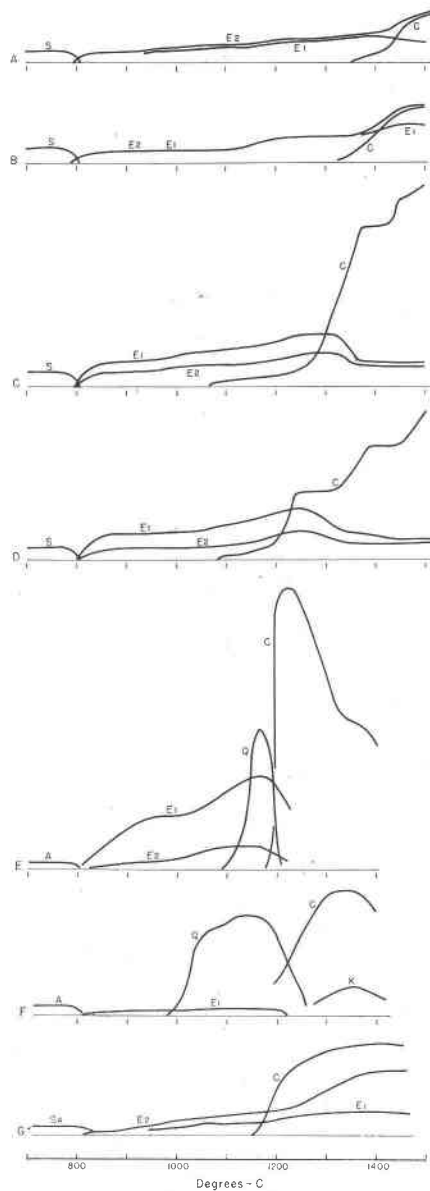 S E2 E1 C
A
S E2 E1 C E1
B
C
E1
S E2
C
C
E1
S E2
D
C
Q
E1
A E2
E
Q C
K
A E1
F
C
Sa E2 E1
G
800 1000 1200 1400
Degrees - C